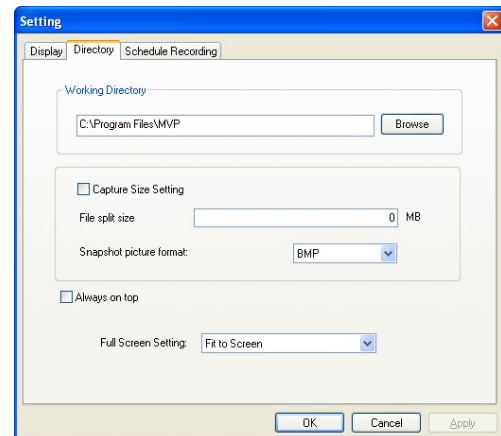 Setting
Display Directory Schedule Recording
Working Directory
C:\Program Files\MVP Browse
Capture Size Setting
File split size 0 MB
Snapshot picture format: BMP
Always on top
Full Screen Setting: Fit to Screen
OK Cancel Apply